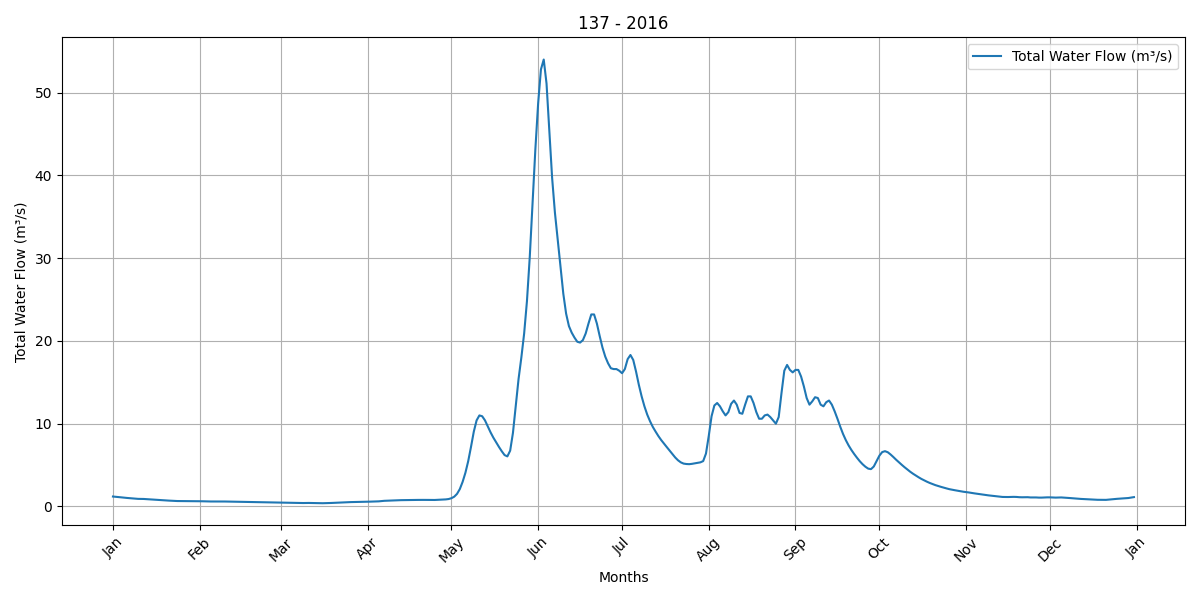 137 - 2016
Total Water Flow (m³/s)
Total Water Flow (m³/s)
50
40
30
20
10
0
Jan
Feb
Mar
Apr
May
Jun
Jul
Aug
Sep
Oct
Nov
Dec
Jan
Months